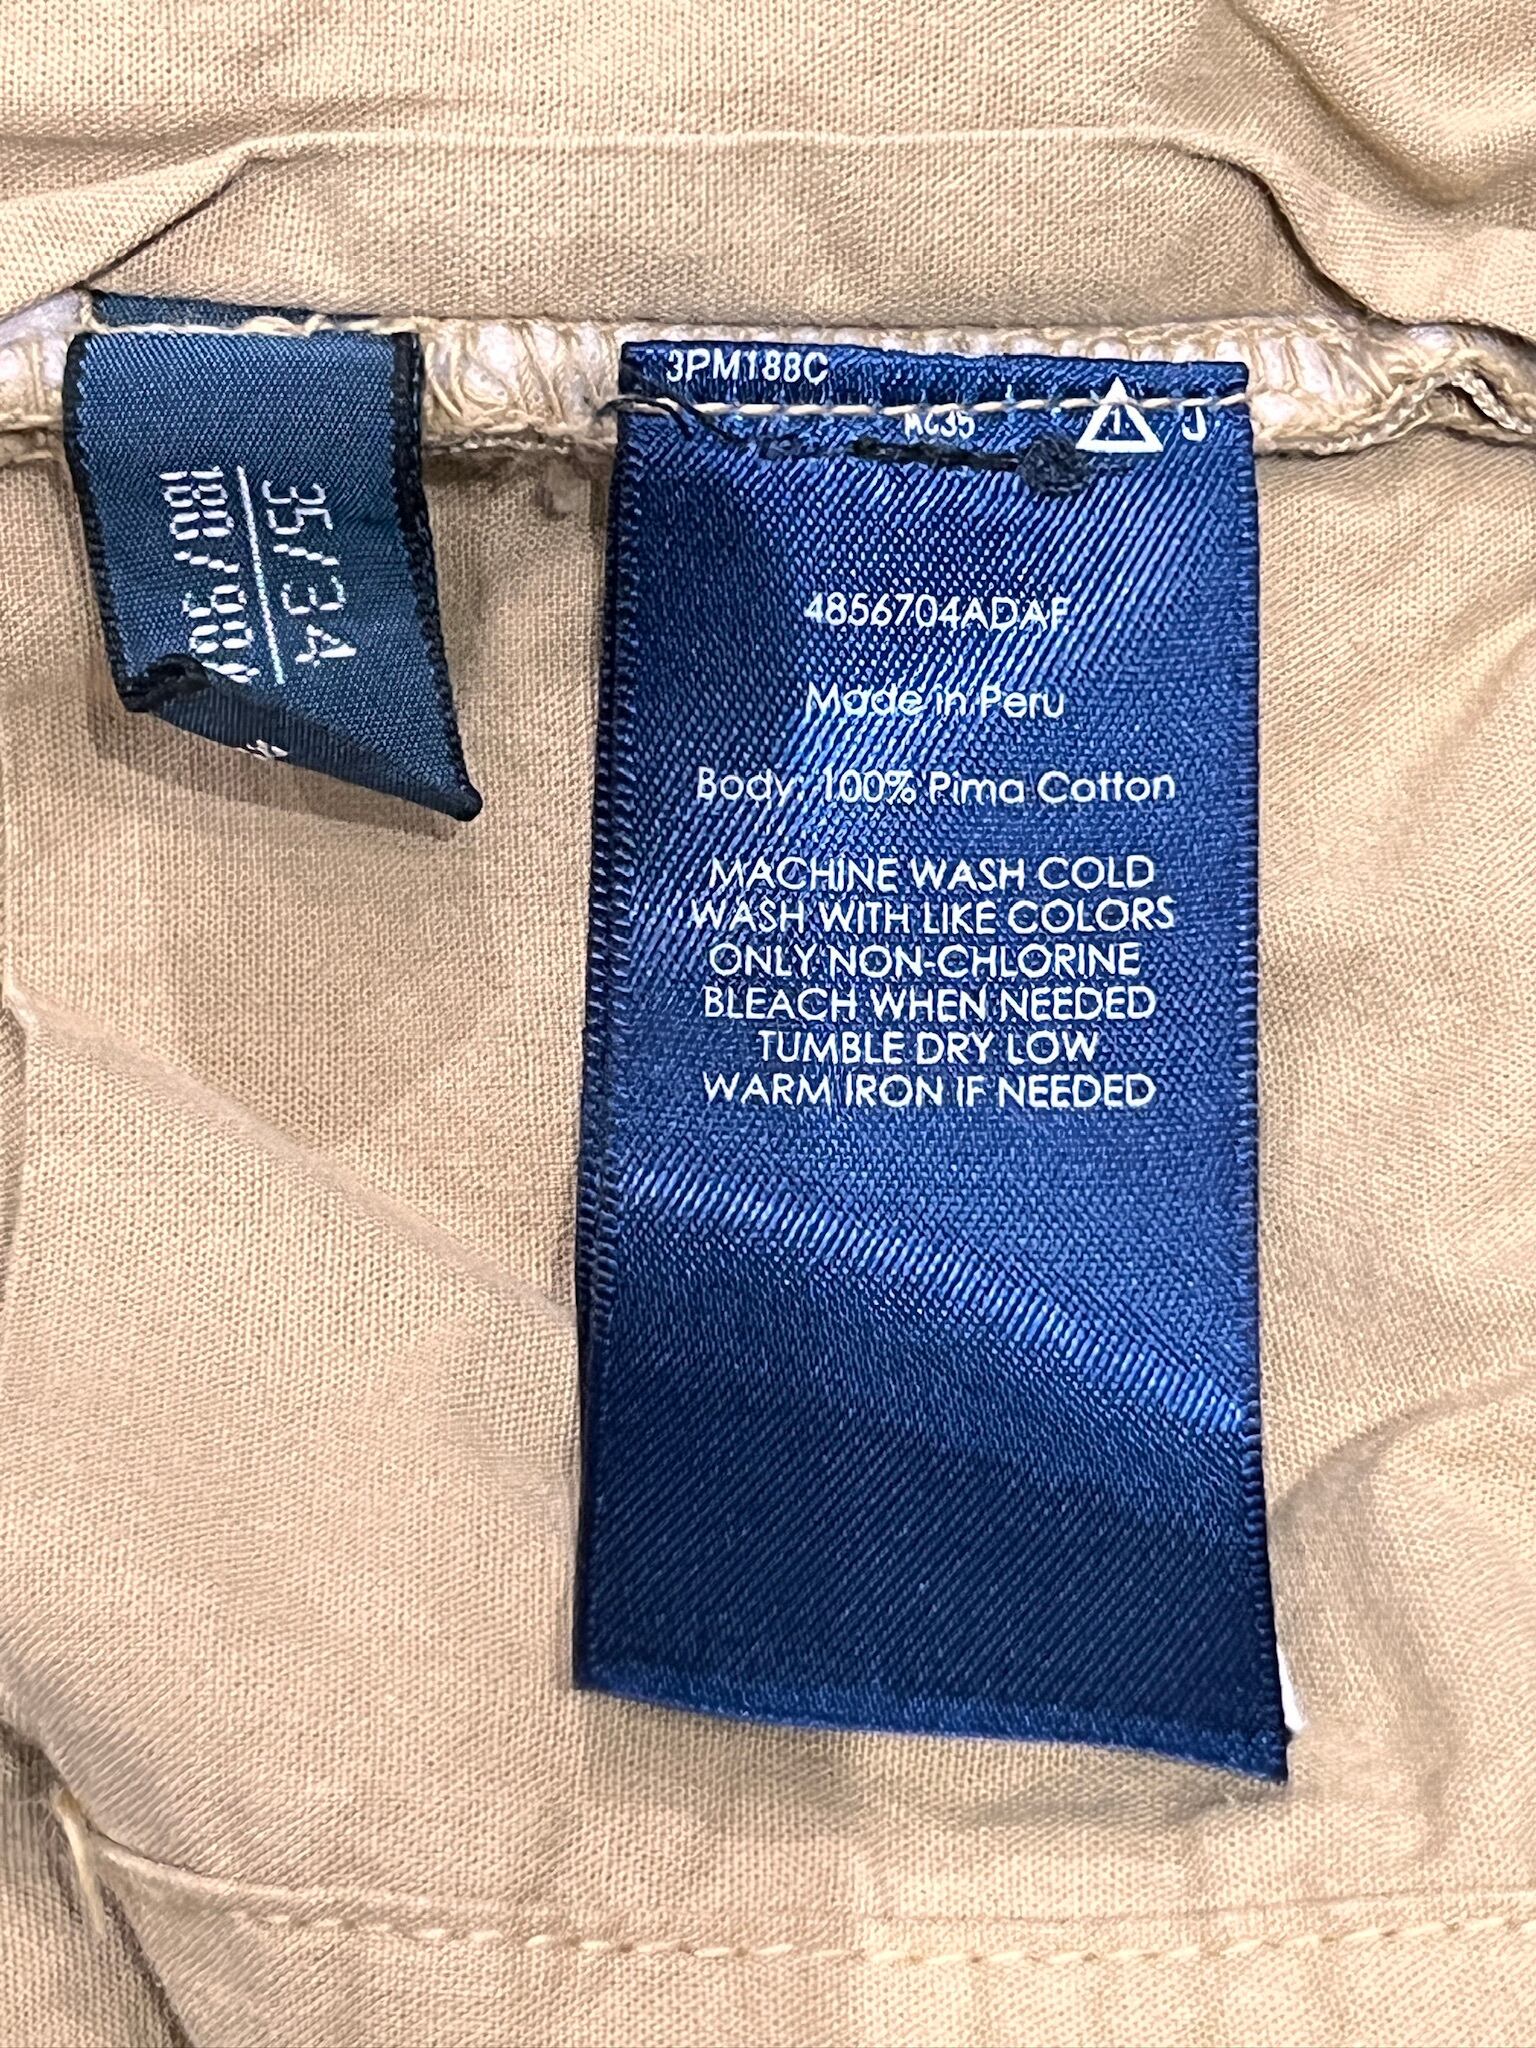 35/34
3PM188C
J
4856704ADAF
Made in Peru
Body: 100% Pima Cotton
MACHINE WASH COLD
WASH WITH LIKE COLORS
ONLY NON-CHLORINE
BLEACH WHEN NEEDED
TUMBLE DRY LOW
WARM IRON IF NEEDED